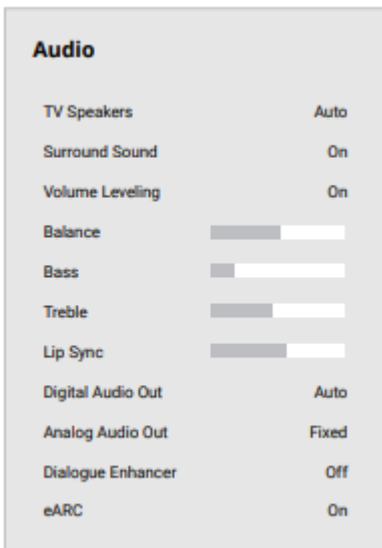 Audio
TV Speakers Auto
Surround Sound On
Volume Leveling On
Balance
Bass
Treble
Lip Sync
Digital Audio Out Auto
Analog Audio Out Fixed
Dialogue Enhancer Off
eARC On